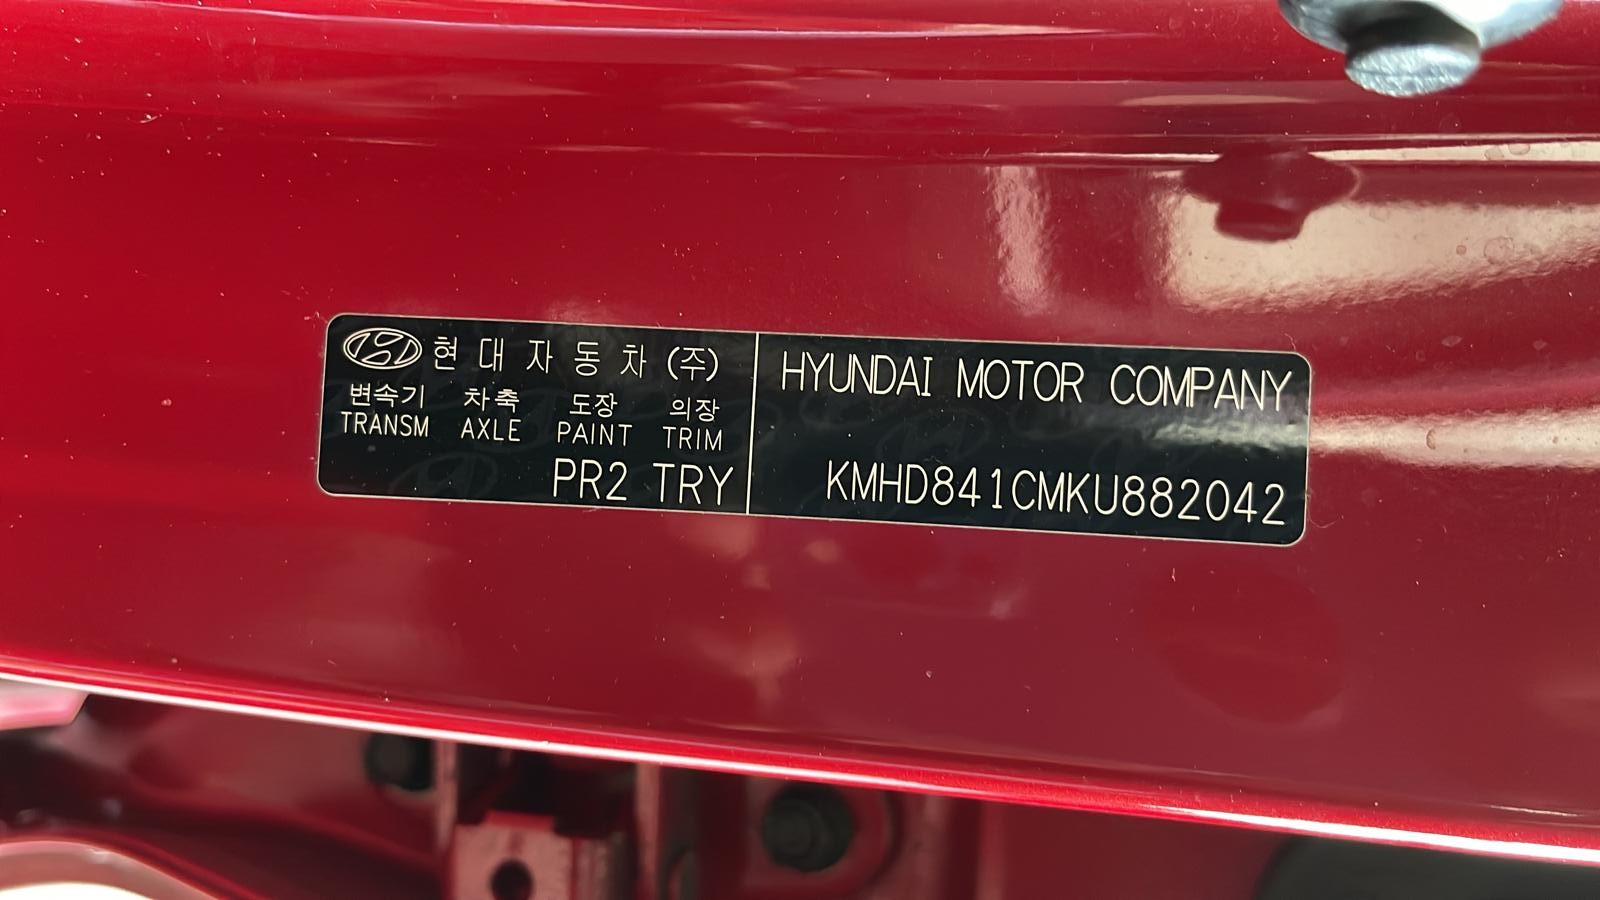 현대자동차(주)
변속기 차축 도장 의장
TRANSM AXLE PAINT TRIM
PR2 TRY
HYUNDAI MOTOR COMPANY
KMHD841CMKU882042